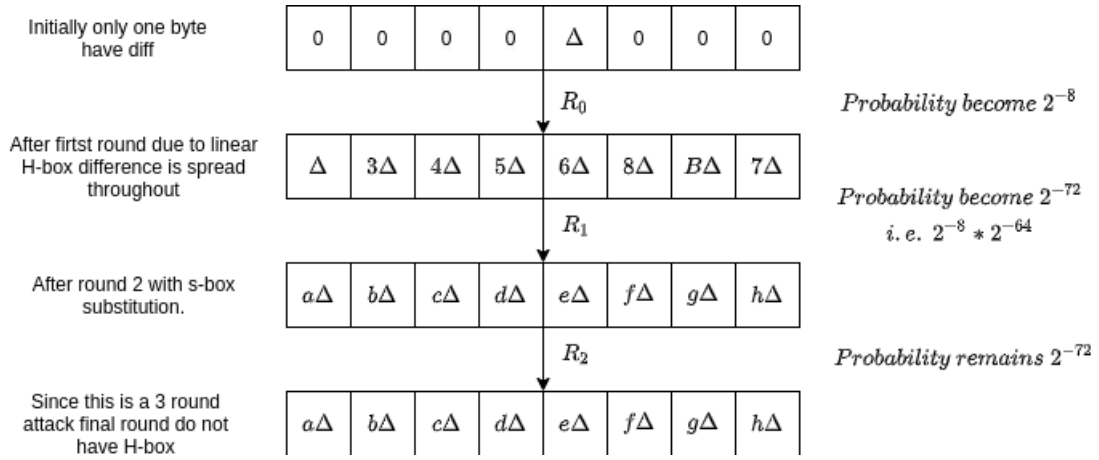 Initially only one byte
have diff
0 0 0 0 Δ 0 0 0
R₀
Probability become 2⁻⁸
After firtst round due to linear
H-box difference is spread
throughout
Δ 3Δ 4Δ 5Δ 6Δ 8Δ BΔ 7Δ
R₁
Probability become 2⁻⁷²
i. e. 2⁻⁸ * 2⁻⁶⁴
After round 2 with s-box
substitution.
aΔ bΔ cΔ dΔ eΔ fΔ gΔ hΔ
R₂
Probability remains 2⁻⁷²
Since this is a 3 round
attack final round do not
have H-box
aΔ bΔ cΔ dΔ eΔ fΔ gΔ hΔ